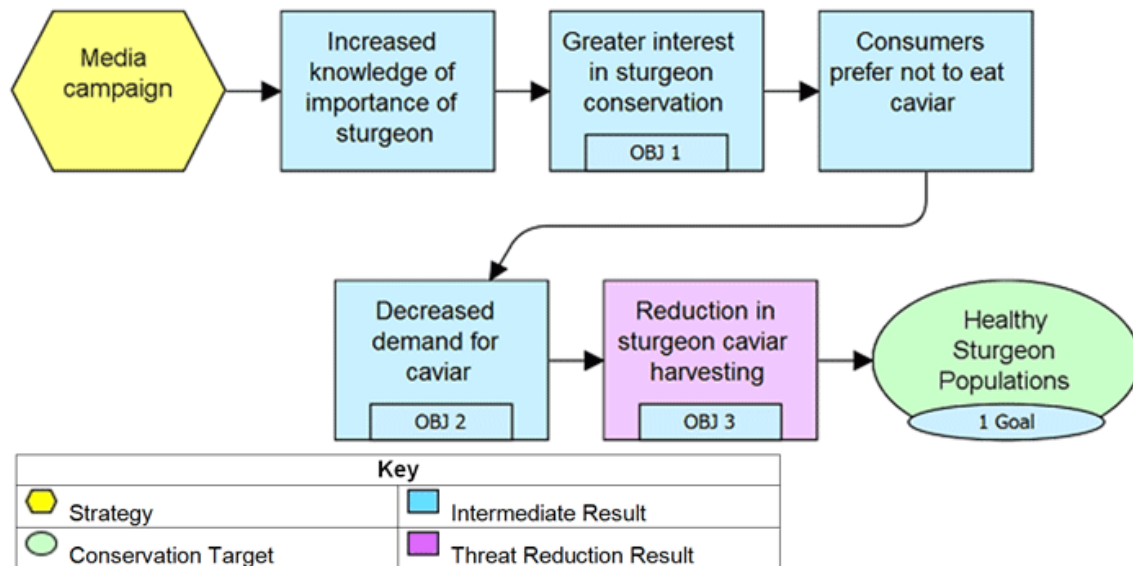 Media
campaign
Increased
knowledge of
importance of
sturgeon
Greater interest
in sturgeon
conservation
OBJ 1
Consumers
prefer not to eat
caviar
Decreased
demand for
caviar
OBJ 2
Reduction in
sturgeon caviar
harvesting
OBJ 3
Healthy
Sturgeon
Populations
1 Goal
Key
Strategy
Intermediate Result
Conservation Target
Threat Reduction Result